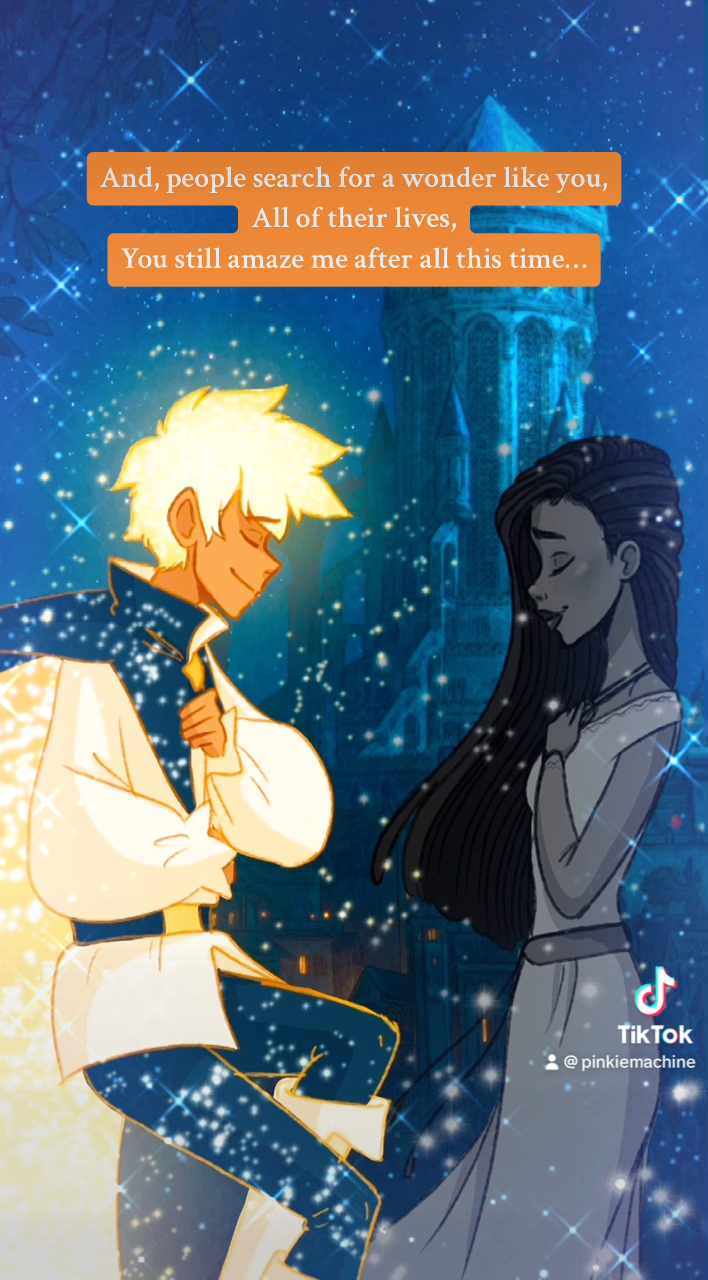 And, people search for a wonder like you,
All of their lives,
You still amaze me after all this time...
TikTok
@ pinkiemachine